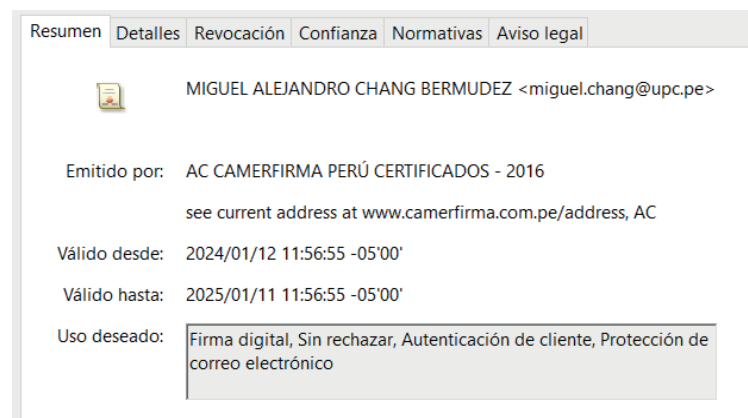 Resumen Detalles Revocación Confianza Normativas Aviso legal
MIGUEL ALEJANDRO CHANG BERMUDEZ <miguel.chang@upc.pe>
Emitido por: AC CAMERFIRMA PERÚ CERTIFICADOS - 2016
see current address at www.camerfirma.com.pe/address, AC
Válido desde: 2024/01/12 11:56:55 -05'00'
Válido hasta: 2025/01/11 11:56:55 -05'00'
Uso deseado: Firma digital, Sin rechazar, Autenticación de cliente, Protección de
correo electrónico